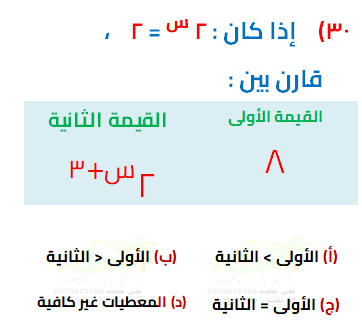 ٣٠) إذا كان : ٢ س = ٢ ،
قارن بين :
القيمة الأولى القيمة الثانية
٨ ٢ س+٣
(أ) الأولى > الثانية (ب) الأولى < الثانية
(ج) الأولى = الثانية (د) المعطيات غير كافية